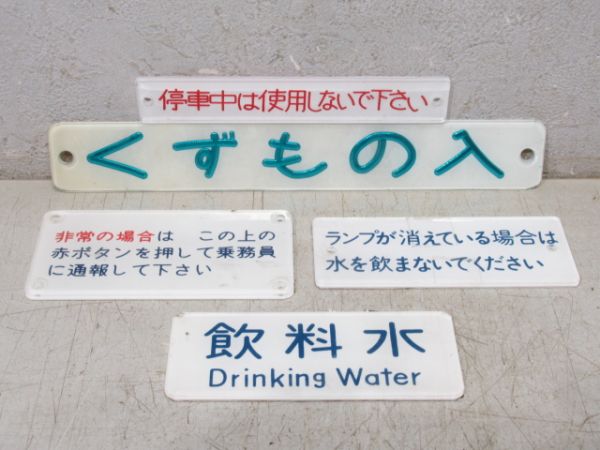 停車中は使用しないで下さい
くずもの入
非常の場合は この上の
赤ボタンを押して乗務員
に通報して下さい
ランプが消えている場合は
水を飲まないでください
飲料水
Drinking Water